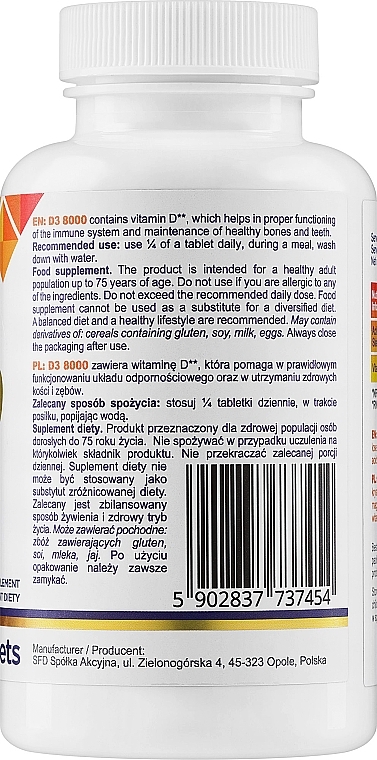 EN: D3 8000 contains vitamin D**, which helps in proper functioning
of the immune system and maintenance of healthy bones and teeth.
Recommended use: use ¼ of a tablet daily, during a meal, wash
down with water.
Food supplement. The product is intended for a healthy adult
population up to 75 years of age. Do not use if you are allergic to any
of the ingredients. Do not exceed the recommended daily dose. Food
supplement cannot be used as a substitute for a diversified diet.
A balanced diet and a healthy lifestyle are recommended. May contain
derivatives of: cereals containing gluten, soy, milk, eggs. Always close
the packaging after use.
PL: D3 8000 zawiera witaminę D**, która pomaga w prawidłowym
funkcjonowaniu układu odpornościowego oraz w utrzymaniu zdrowych
kości i zębów.
Zalecany sposób spożycia: stosuj ¼ tabletki dziennie, w trakcie
posiłku, popijając wodą.
Suplement diety. Produkt przeznaczony dla zdrowej populacji osób
dorosłych do 75 roku życia. Nie spożywać w przypadku uczulenia na
którykolwiek składnik produktu. Nie przekraczać zalecanej porcji
dziennej. Suplement diety nie
może być stosowany jako
substytut zróżnicowanej diety.
Zalecany jest zbilansowany
sposób żywienia i zdrowy tryb
życia. Może zawierać pochodne:
zbóż zawierających gluten,
soi, mleka, jaj. Po użyciu
opakowanie należy zawsze
zamykać.
5 902837 737454
Manufacturer / Producent:
SFD Spółka Akcyjna, ul. Zielonogórska 4, 45-323 Opole, Polska